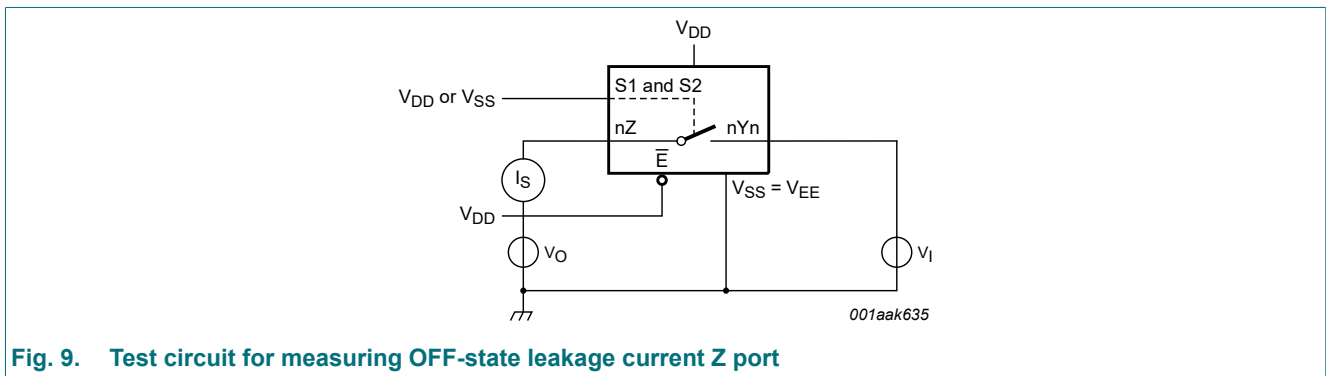 V_DD
S1 and S2
V_DD or V_SS
nZ
nYn
E̅
I_S
V_SS = V_EE
V_DD
V_O
V_I
001aak635
Fig. 9. Test circuit for measuring OFF-state leakage current Z port